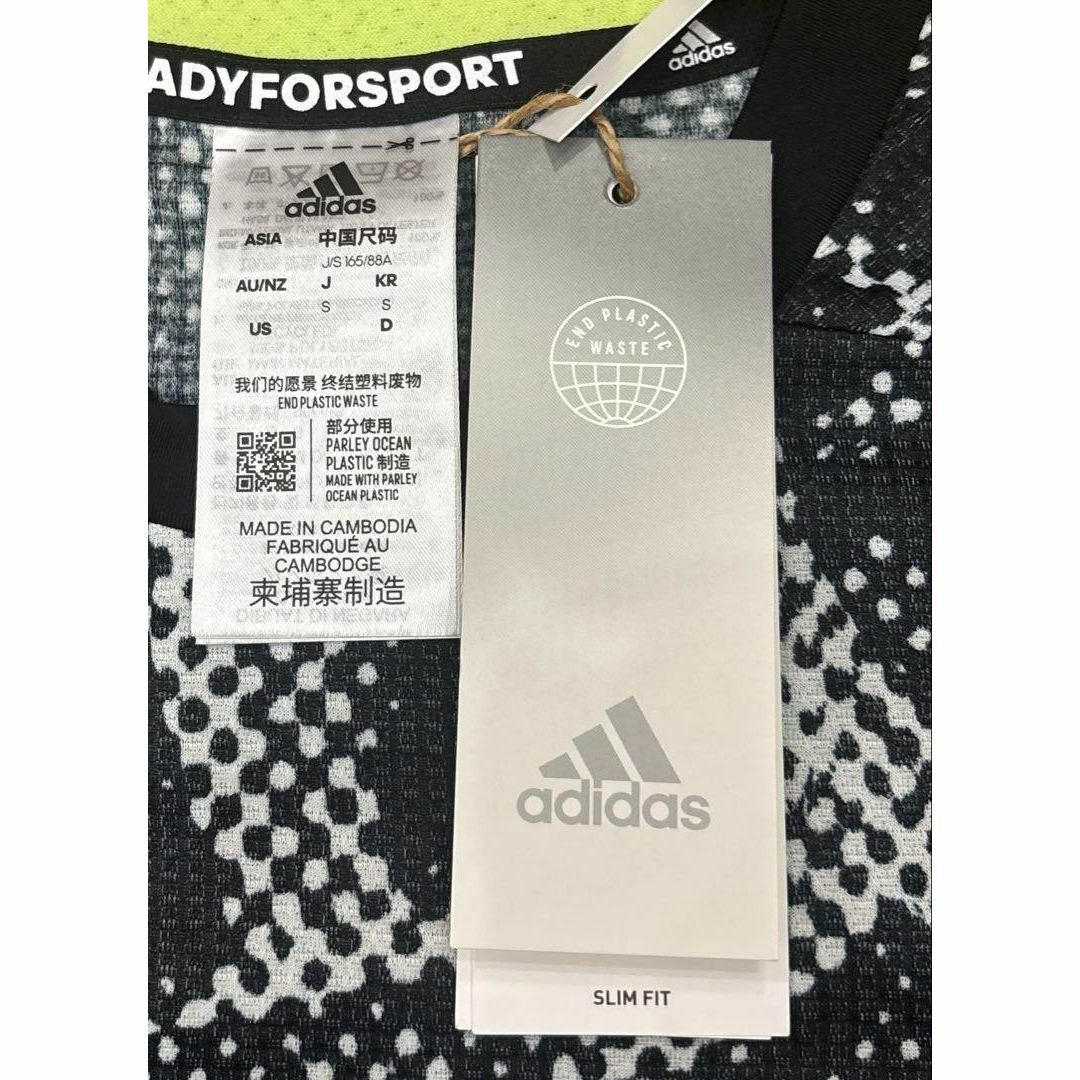 ADYFORSPORT
adidas
adidas
ASIA 中国尺码
J/S 165/88A
AU/NZ J KR
S S
US D
我们的愿景 终结塑料废物
END PLASTIC WASTE
部分使用
PARLEY OCEAN
PLASTIC 制造
MADE WITH PARLEY
OCEAN PLASTIC
MADE IN CAMBODIA
FABRIQUÉ AU
CAMBODGE
柬埔寨制造
END PLASTIC
WASTE
adidas
SLIM FIT